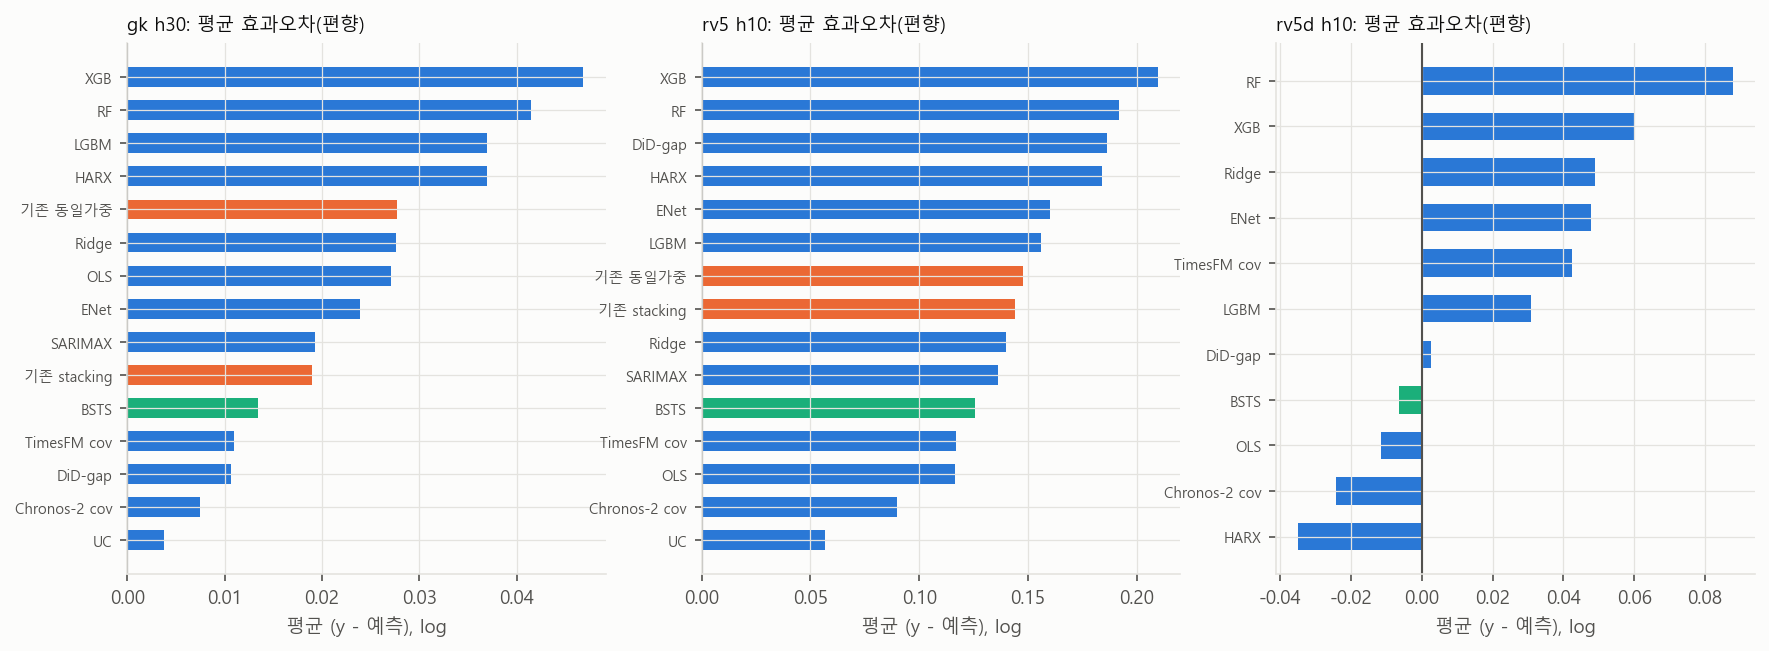 gk h30: 평균 효과오차(편향)
XGB
RF
LGBM
HARX
기존 동일가중
Ridge
OLS
ENet
SARIMAX
기존 stacking
BSTS
TimesFM cov
DiD-gap
Chronos-2 cov
UC
0.00 0.01 0.02 0.03 0.04
평균 (y - 예측), log
rv5 h10: 평균 효과오차(편향)
XGB
RF
DiD-gap
HARX
ENet
LGBM
기존 동일가중
기존 stacking
Ridge
SARIMAX
BSTS
TimesFM cov
OLS
Chronos-2 cov
UC
0.00 0.05 0.10 0.15 0.20
평균 (y - 예측), log
rv5d h10: 평균 효과오차(편향)
RF
XGB
Ridge
ENet
TimesFM cov
LGBM
DiD-gap
BSTS
OLS
Chronos-2 cov
HARX
-0.04 -0.02 0.00 0.02 0.04 0.06 0.08
평균 (y - 예측), log